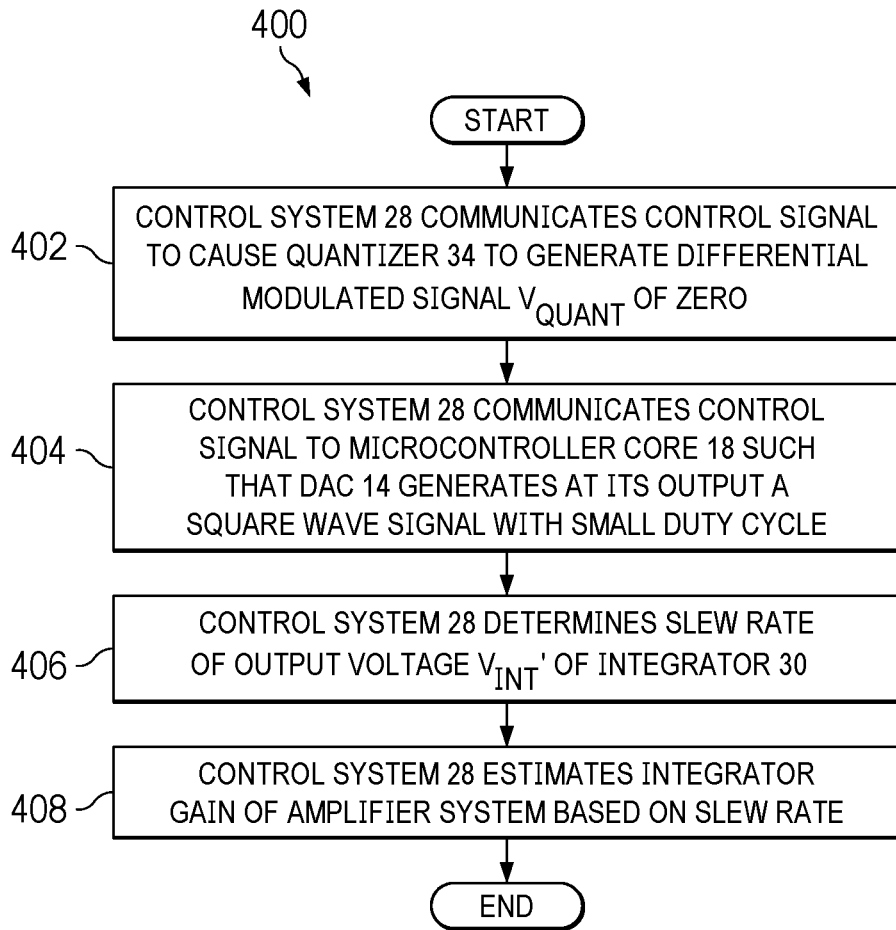 400
START
402
CONTROL SYSTEM 28 COMMUNICATES CONTROL SIGNAL
TO CAUSE QUANTIZER 34 TO GENERATE DIFFERENTIAL
MODULATED SIGNAL V_QUANT OF ZERO
404
CONTROL SYSTEM 28 COMMUNICATES CONTROL
SIGNAL TO MICROCONTROLLER CORE 18 SUCH
THAT DAC 14 GENERATES AT ITS OUTPUT A
SQUARE WAVE SIGNAL WITH SMALL DUTY CYCLE
406
CONTROL SYSTEM 28 DETERMINES SLEW RATE
OF OUTPUT VOLTAGE V_INT' OF INTEGRATOR 30
408
CONTROL SYSTEM 28 ESTIMATES INTEGRATOR
GAIN OF AMPLIFIER SYSTEM BASED ON SLEW RATE
END